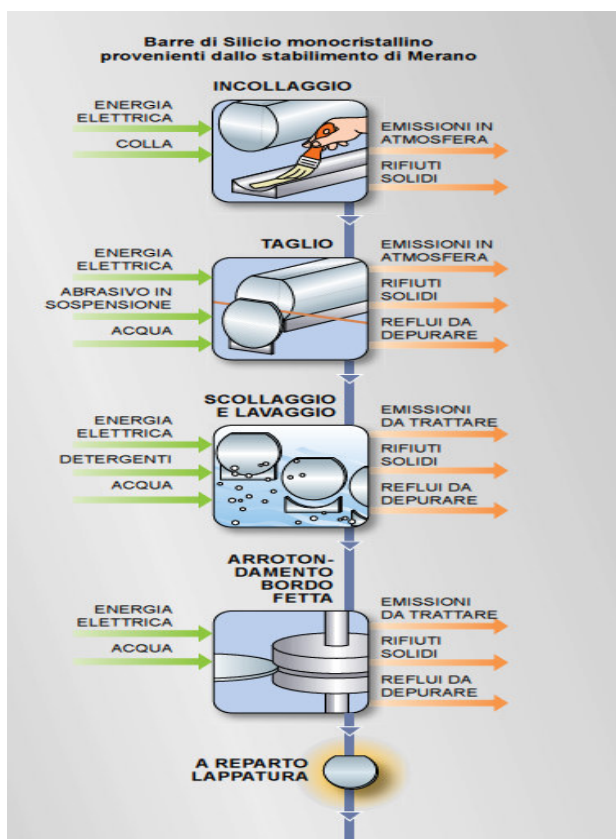 Barre di Silicio monocristallino
provenienti dallo stabilimento di Merano
INCOLLAGGIO
ENERGIA
ELETTRICA
COLLA
EMISSIONI IN
ATMOSFERA
RIFIUTI
SOLIDI
TAGLIO
ENERGIA
ELETTRICA
ABRASIVO IN
SOSPENSIONE
ACQUA
EMISSIONI IN
ATMOSFERA
RIFIUTI
SOLIDI
REFLUI DA
DEPURARE
SCOLLAGGIO
E LAVAGGIO
ENERGIA
ELETTRICA
DETERGENTI
ACQUA
EMISSIONI
DA TRATTARE
RIFIUTI
SOLIDI
REFLUI DA
DEPURARE
ARROTON-
DAMENTO
BORDO
FETTA
ENERGIA
ELETTRICA
ACQUA
EMISSIONI
DA TRATTARE
RIFIUTI
SOLIDI
REFLUI DA
DEPURARE
A REPARTO
LAPPATURA